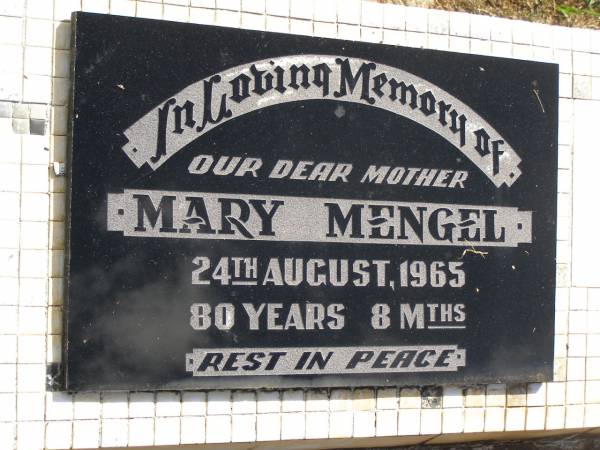 In Loving Memory of
OUR DEAR MOTHER
MARY MENGEL
24TH AUGUST, 1965
80 YEARS 8 MTHS
REST IN PEACE